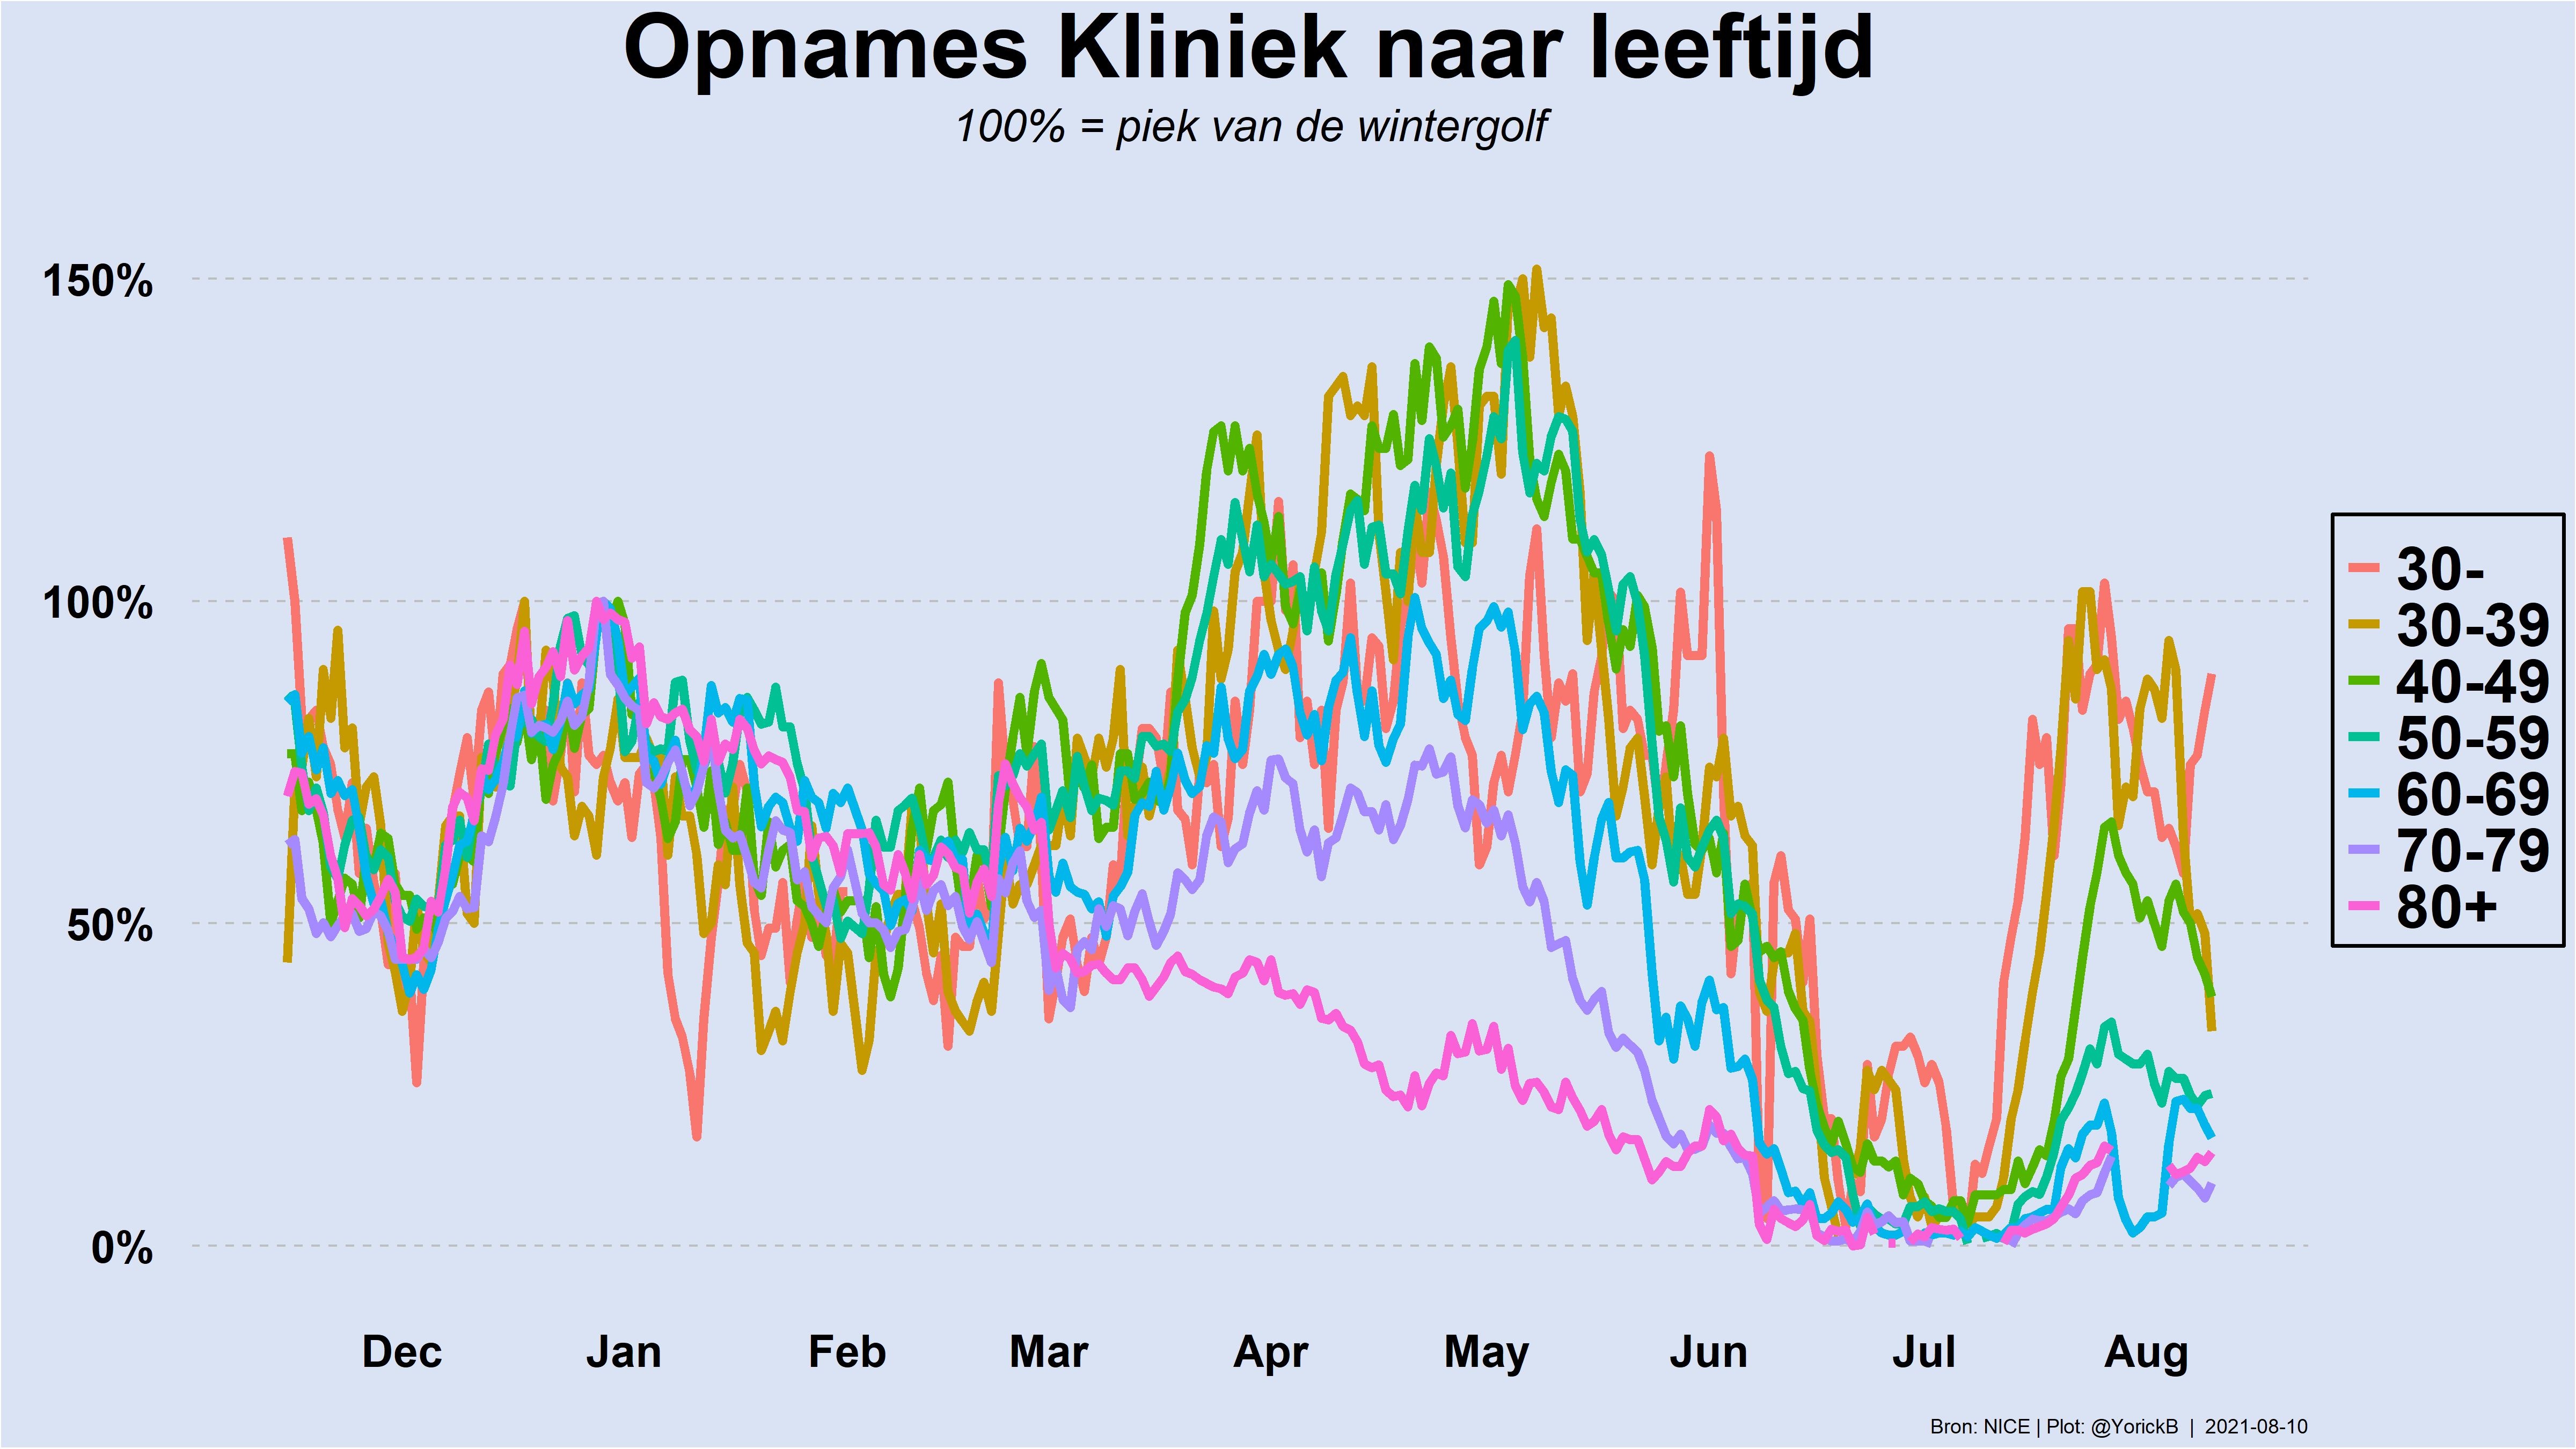 Opnames Kliniek naar leeftijd
100% = piek van de wintergolf
150%
100%
50%
0%
Dec Jan Feb Mar Apr May Jun Jul Aug
30-
30-39
40-49
50-59
60-69
70-79
80+
Bron: NICE | Plot: @YorickB | 2021-08-10